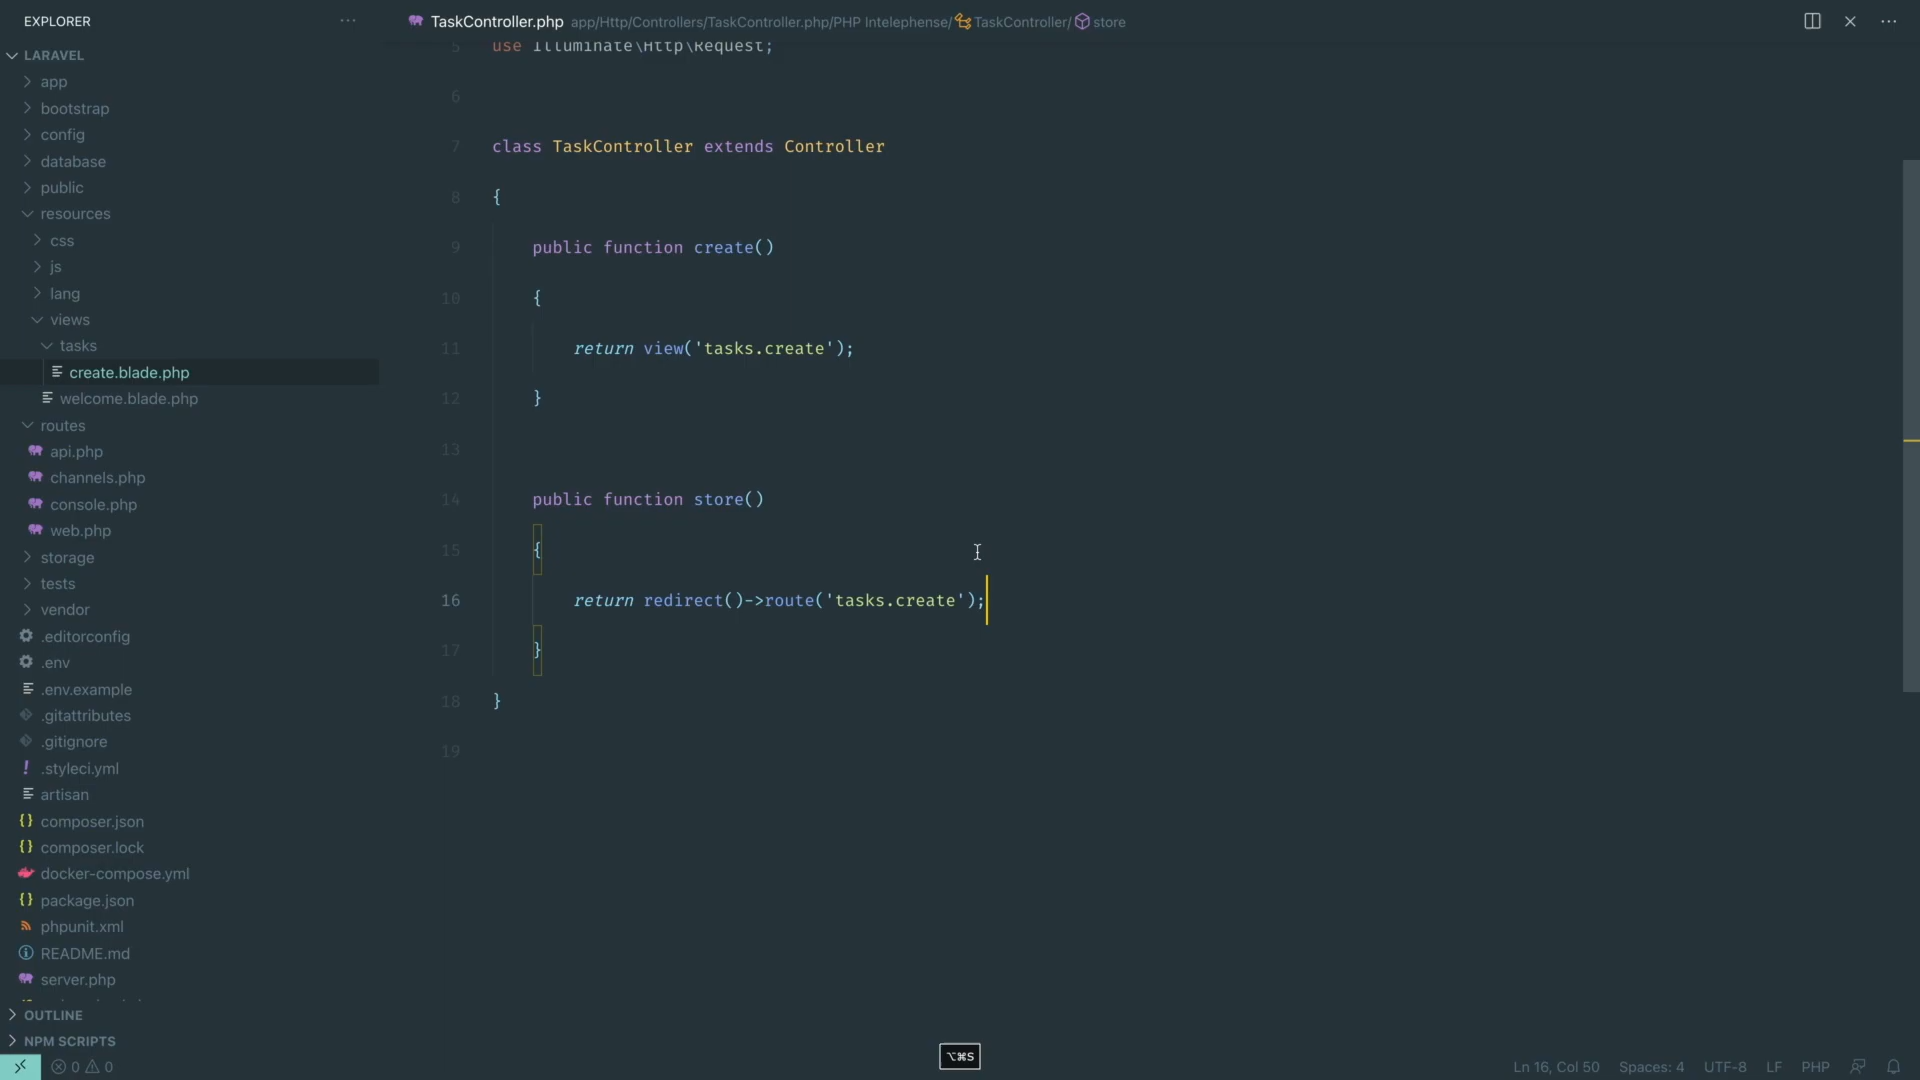 EXPLORER
LARAVEL
app
bootstrap
config
database
public
resources
css
js
lang
views
tasks
create.blade.php
welcome.blade.php
routes
api.php
channels.php
console.php
web.php
storage
tests
vendor
.editorconfig
.env
.env.example
.gitattributes
.gitignore
.styleci.yml
artisan
composer.json
composer.lock
docker-compose.yml
package.json
phpunit.xml
README.md
server.php
OUTLINE
NPM SCRIPTS
TaskController.php app/Http/Controllers/TaskController.php/PHP Intelephense/ TaskController/ store
5 use Illuminate\Http\Request;
6
7 class TaskController extends Controller
8 {
9 public function create()
10 {
11 return view('tasks.create');
12 }
13
14 public function store()
15 {
16 return redirect()->route('tasks.create');
17 }
18 }
19
⌥⌘S
0 0
Ln 16, Col 50 Spaces: 4 UTF-8 LF PHP